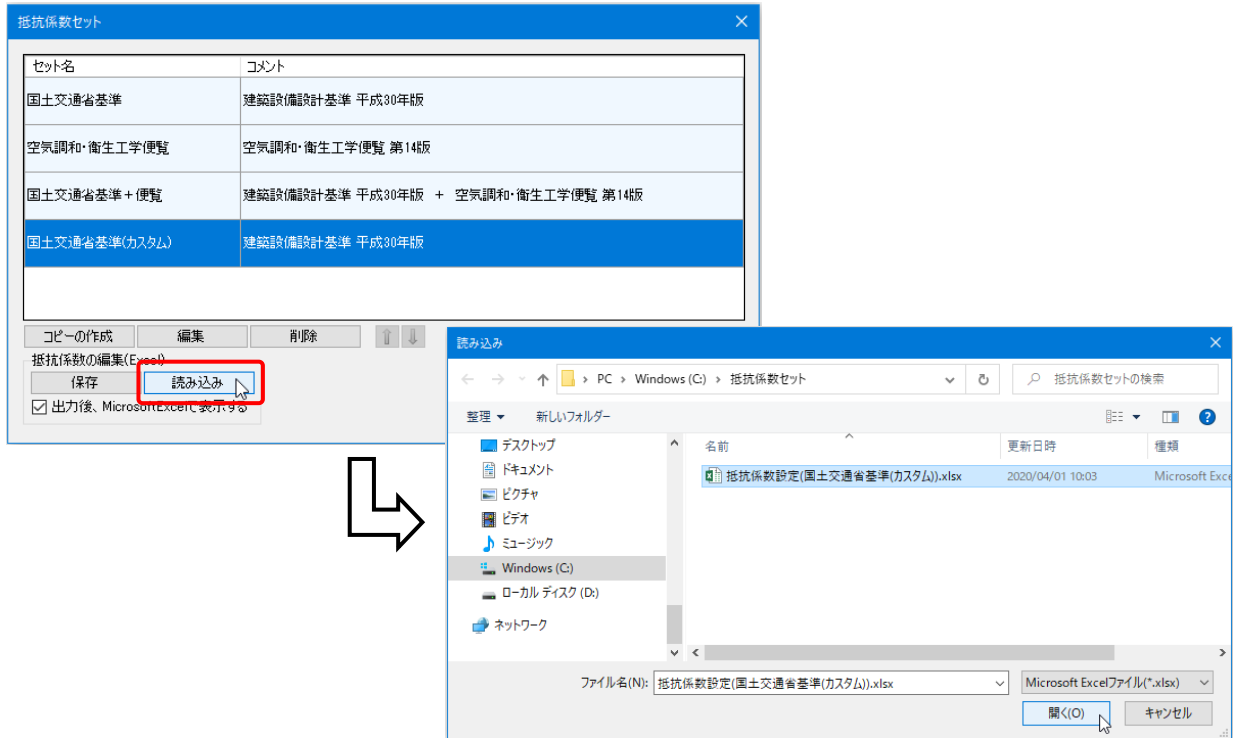 抵抗係数セット
セット名 コメント
国土交通省基準 建築設備設計基準 平成30年版
空気調和・衛生工学便覧 空気調和・衛生工学便覧 第14版
国土交通省基準+便覧 建築設備設計基準 平成30年版 + 空気調和・衛生工学便覧 第14版
国土交通省基準(カスタム) 建築設備設計基準 平成30年版
コピーの作成 編集 削除
抵抗係数の編集(Excel)
保存 読み込み
出力後、MicrosoftExcelで表示する
読み込み
PC › Windows (C:) › 抵抗係数セット 抵抗係数セットの検索
整理 新しいフォルダー
デスクトップ
ドキュメント
ピクチャ
ビデオ
ミュージック
Windows (C:)
ローカル ディスク (D:)
ネットワーク
名前 更新日時 種類
抵抗係数設定(国土交通省基準(カスタム)).xlsx 2020/04/01 10:03 Microsoft Exce
ファイル名(N): 抵抗係数設定(国土交通省基準(カスタム)).xlsx Microsoft Excelファイル(*.xlsx)
開く(O) キャンセル